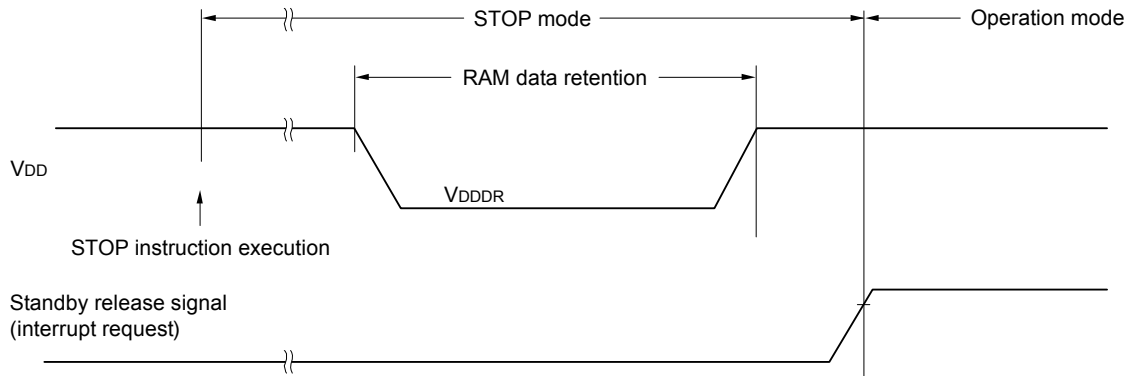 STOP mode
Operation mode
RAM data retention
VDD
VDDDR
STOP instruction execution
Standby release signal
(interrupt request)